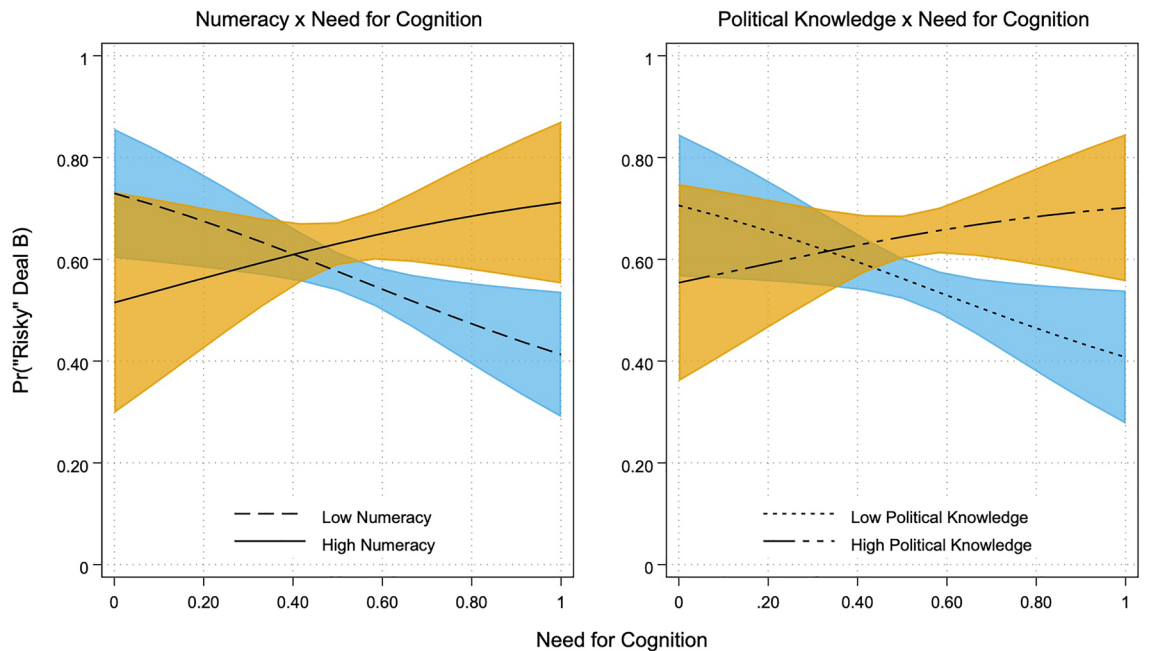 Numeracy x Need for Cognition
Political Knowledge x Need for Cognition
Pr("Risky" Deal B)
1
0.80
0.60
0.40
0.20
0
Low Numeracy
High Numeracy
0 0.20 0.40 0.60 0.80 1
1
0.80
0.60
0.40
0.20
0
Low Political Knowledge
High Political Knowledge
0 .20 0.40 0.60 0.80 1
Need for Cognition